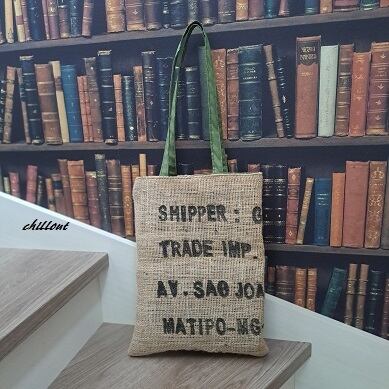 chillout
SHIPPER: G
TRADE IMP.
AV. SAO JOA
MATIPO-MG